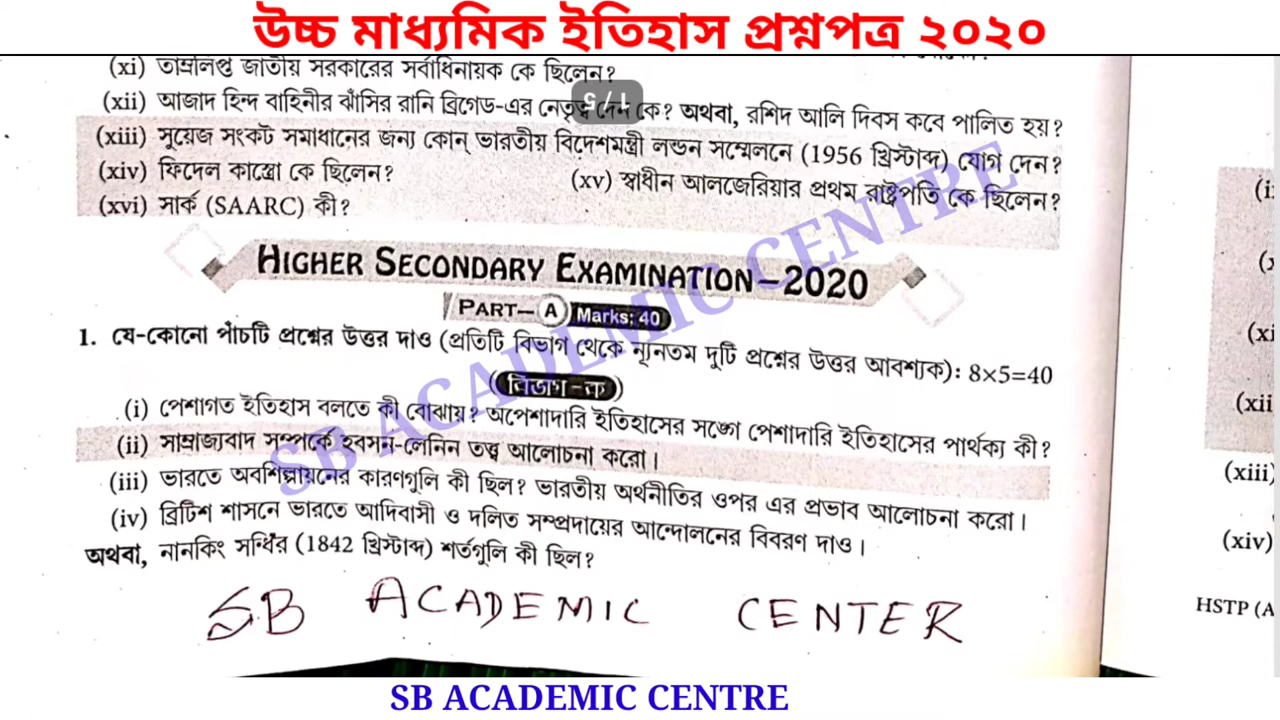 উচ্চ মাধ্যমিক ইতিহাস প্রশ্নপত্র ২০২০
(xi) তাম্রলিপ্ত জাতীয় সরকারের সর্বাধিনায়ক কে ছিলেন?
(xii) আজাদ হিন্দ বাহিনীর ঝাঁসির রানি ব্রিগেড-এর নেতৃত্ব দেন কে? অথবা, রশিদ আলি দিবস কবে পালিত হয়?
1/5
(xiii) সুয়েজ সংকট সমাধানের জন্য কোন্ ভারতীয় বিদেশমন্ত্রী লন্ডন সম্মেলনে (1956 খ্রিস্টাব্দ) যোগ দেন?
(xiv) ফিদেল কাস্ত্রো কে ছিলেন? (xv) স্বাধীন আলজেরিয়ার প্রথম রাষ্ট্রপতি কে ছিলেন?
(xvi) সার্ক (SAARC) কী?
HIGHER SECONDARY EXAMINATION–2020
PART–A Marks: 40
1. যে-কোনো পাঁচটি প্রশ্নের উত্তর দাও (প্রতিটি বিভাগ থেকে ন্যূনতম দুটি প্রশ্নের উত্তর আবশ্যক): 8×5=40
(বিভাগ-ক)
(i) পেশাগত ইতিহাস বলতে কী বোঝায়? অপেশাদারি ইতিহাসের সঙ্গে পেশাদারি ইতিহাসের পার্থক্য কী?
(ii) সাম্রাজ্যবাদ সম্পর্কে হবসন-লেনিন তত্ত্ব আলোচনা করো।
(iii) ভারতে অবশিল্পায়নের কারণগুলি কী ছিল? ভারতীয় অর্থনীতির ওপর এর প্রভাব আলোচনা করো।
(iv) ব্রিটিশ শাসনে ভারতে আদিবাসী ও দলিত সম্প্রদায়ের আন্দোলনের বিবরণ দাও।
অথবা, নানকিং সন্ধির (1842 খ্রিস্টাব্দ) শর্তগুলি কী ছিল?
SB ACADEMIC CENTRE
SB ACADEMIC CENTER
SB ACADEMIC CENTRE
(xiii)
(xiv)
HSTP (A